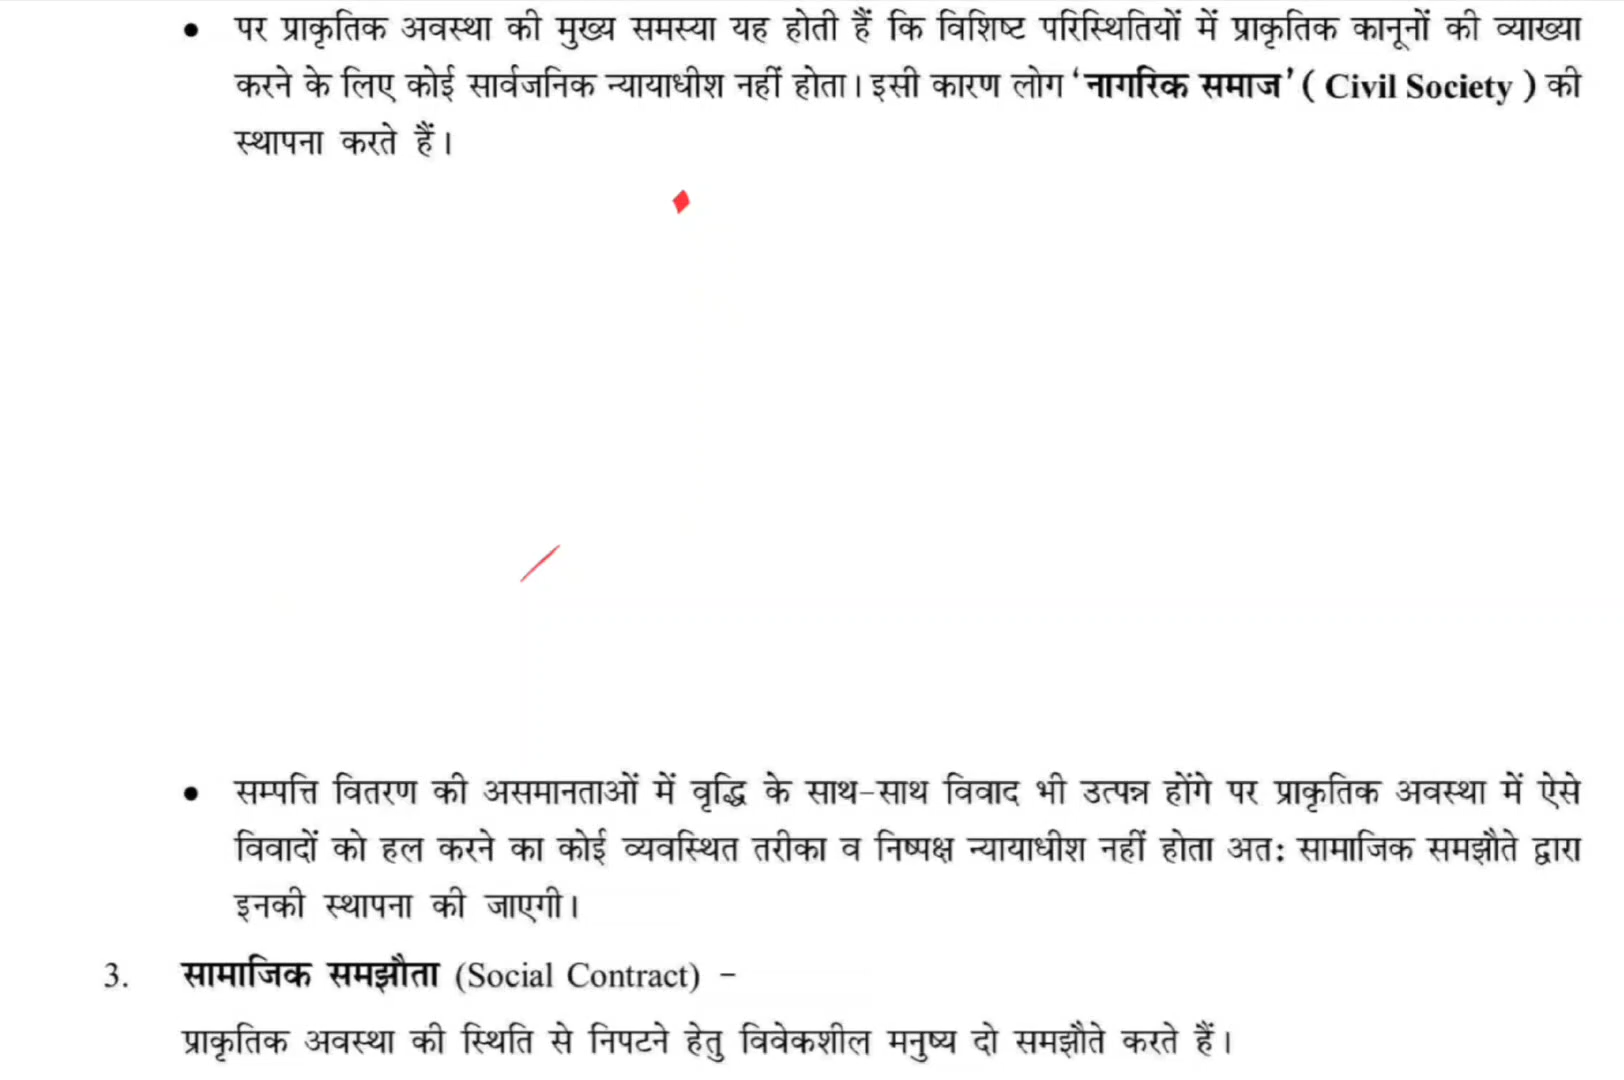 • पर प्राकृतिक अवस्था की मुख्य समस्या यह होती हैं कि विशिष्ट परिस्थितियों में प्राकृतिक कानूनों की व्याख्या
करने के लिए कोई सार्वजनिक न्यायाधीश नहीं होता। इसी कारण लोग 'नागरिक समाज' ( Civil Society ) की
स्थापना करते हैं।
• सम्पत्ति वितरण की असमानताओं में वृद्धि के साथ-साथ विवाद भी उत्पन्न होंगे पर प्राकृतिक अवस्था में ऐसे
विवादों को हल करने का कोई व्यवस्थित तरीका व निष्पक्ष न्यायाधीश नहीं होता अत: सामाजिक समझौते द्वारा
इनकी स्थापना की जाएगी।
3. सामाजिक समझौता (Social Contract) -
प्राकृतिक अवस्था की स्थिति से निपटने हेतु विवेकशील मनुष्य दो समझौते करते हैं।